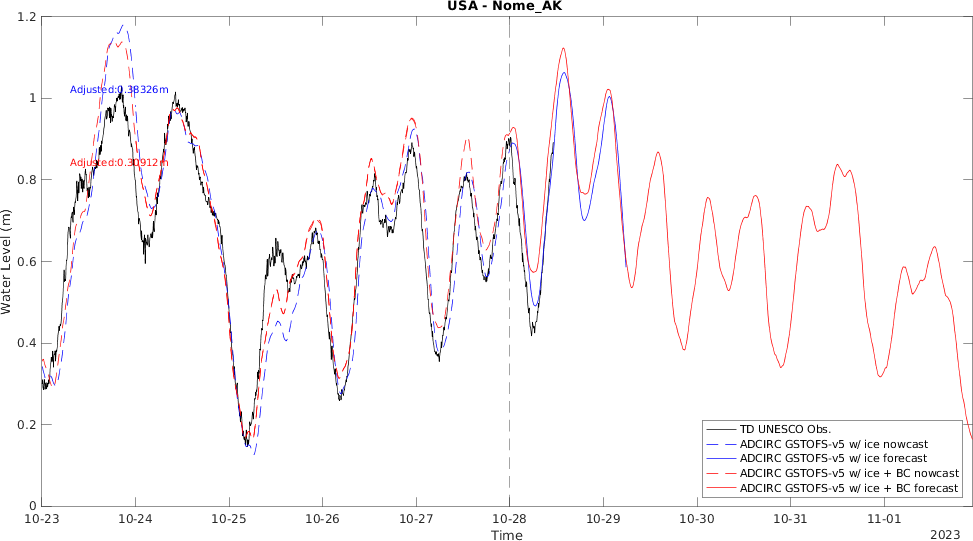 USA - Nome_AK
1.2
1
0.8
0.6
0.4
0.2
0
Water Level (m)
Adjusted:0.38326m
Adjusted:0.30912m
TD UNESCO Obs.
ADCIRC GSTOFS-v5 w/ ice nowcast
ADCIRC GSTOFS-v5 w/ ice forecast
ADCIRC GSTOFS-v5 w/ ice + BC nowcast
ADCIRC GSTOFS-v5 w/ ice + BC forecast
10-23 10-24 10-25 10-26 10-27 10-28 10-29 10-30 10-31 11-01
Time
2023